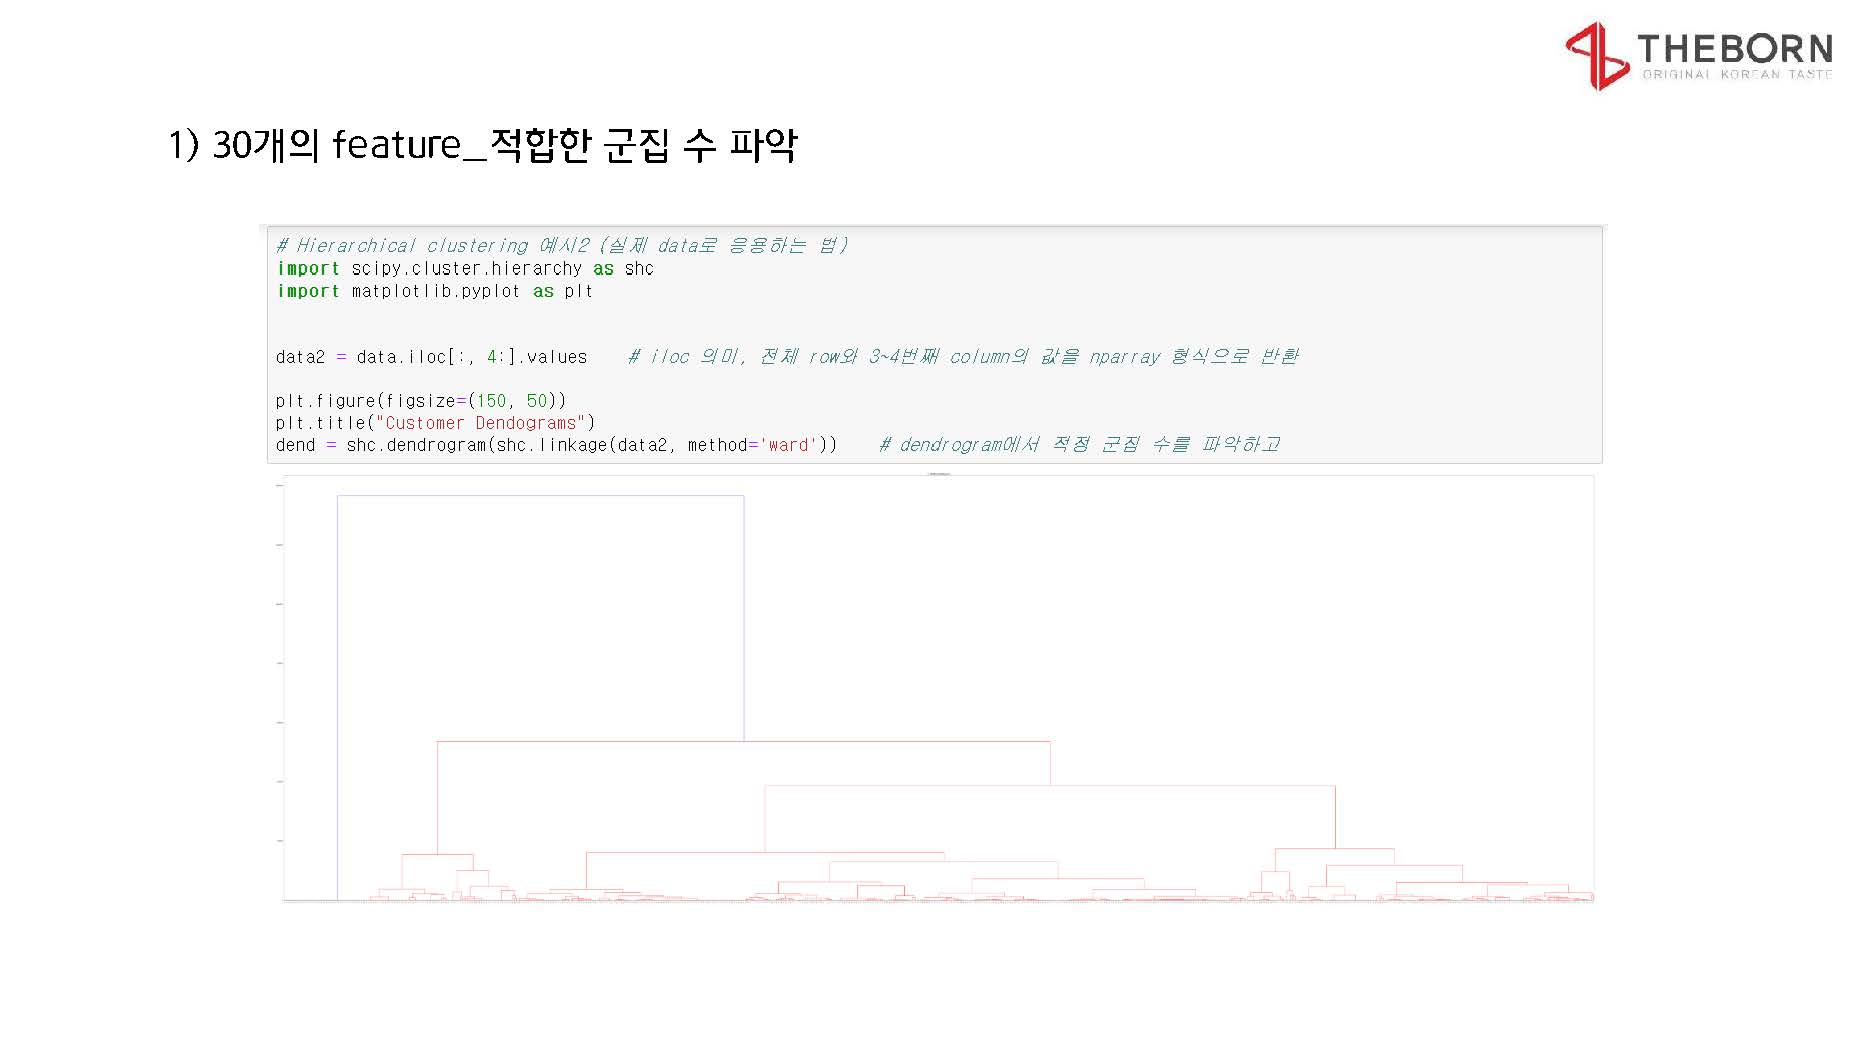 THEBORN
ORIGINAL KOREAN TASTE
1) 30개의 feature_적합한 군집 수 파악
# Hierarchical clustering 예시2 (실제 data로 응용하는 법)
import scipy.cluster.hierarchy as shc
import matplotlib.pyplot as plt
data2 = data.iloc[:, 4:].values    # iloc 의미, 전체 row와 3~4번째 column의 값을 nparray 형식으로 반환
plt.figure(figsize=(150, 50))
plt.title("Customer Dendograms")
dend = shc.dendrogram(shc.linkage(data2, method='ward'))    # dendrogram에서 적정 군집 수를 파악하고